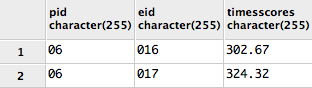 pid eid timesscores
character(255) character(255) character(255)
1 06 016 302.67
2 06 017 324.32